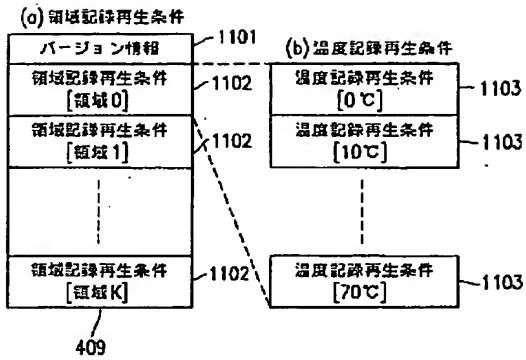 (a) 領域記録再生条件
バージョン情報
1101
領域記録再生条件
[領域0]
1102
領域記録再生条件
[領域1]
1102
領域記録再生条件
[領域K]
1102
409
(b) 温度記録再生条件
温度記録再生条件
[0℃]
1103
温度記録再生条件
[10℃]
1103
温度記録再生条件
[70℃]
1103